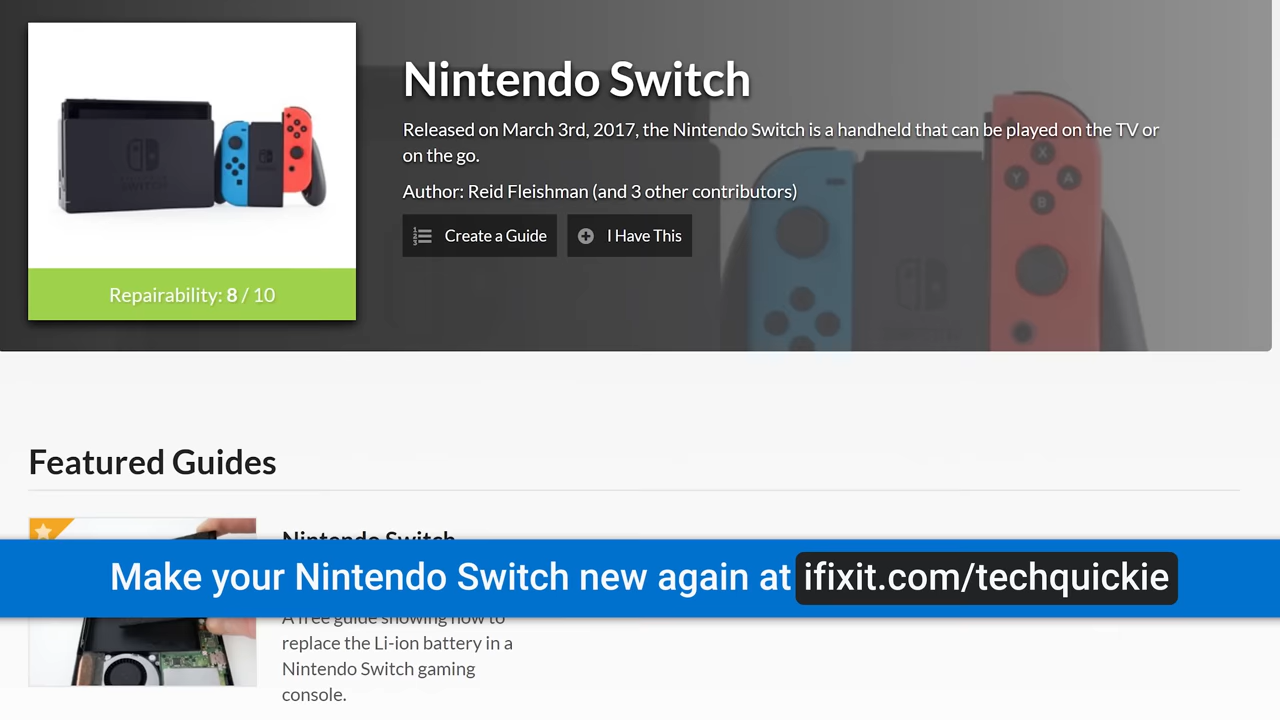 Nintendo Switch
Released on March 3rd, 2017, the Nintendo Switch is a handheld that can be played on the TV or
on the go.
Author: Reid Fleishman (and 3 other contributors)
Create a Guide
I Have This
Repairability: 8 / 10
X
Y
A
B
Featured Guides
Nintendo Switch
Make your Nintendo Switch new again at ifixit.com/techquickie
A free guide showing how to
replace the Li-ion battery in a
Nintendo Switch gaming
console.